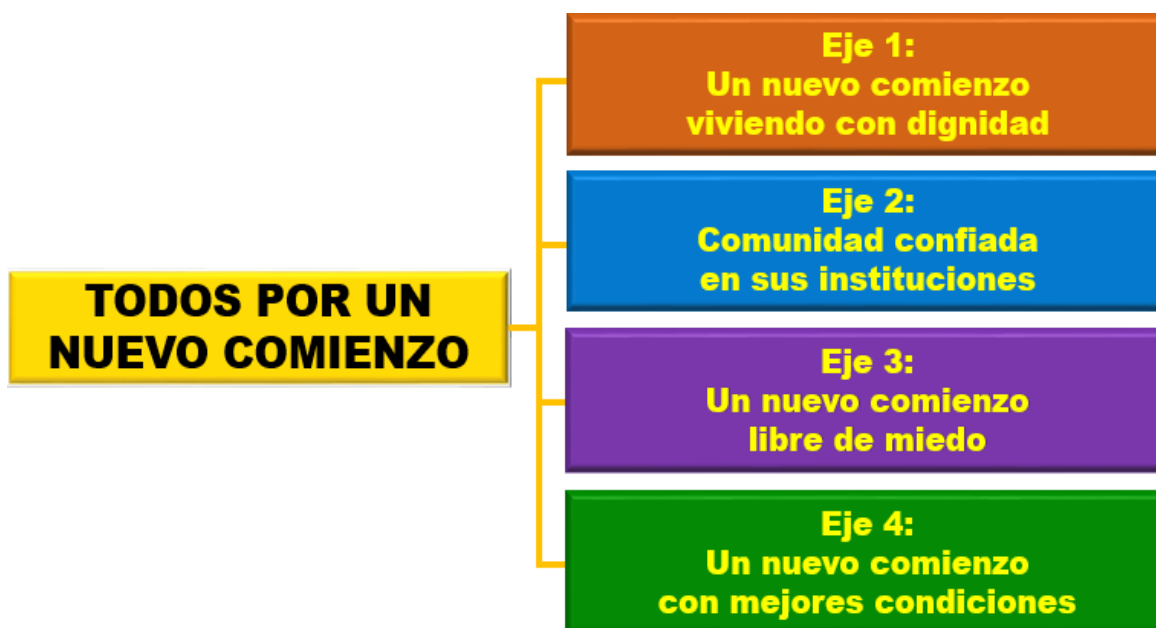 TODOS POR UN
NUEVO COMIENZO
Eje 1:
Un nuevo comienzo
viviendo con dignidad
Eje 2:
Comunidad confiada
en sus instituciones
Eje 3:
Un nuevo comienzo
libre de miedo
Eje 4:
Un nuevo comienzo
con mejores condiciones